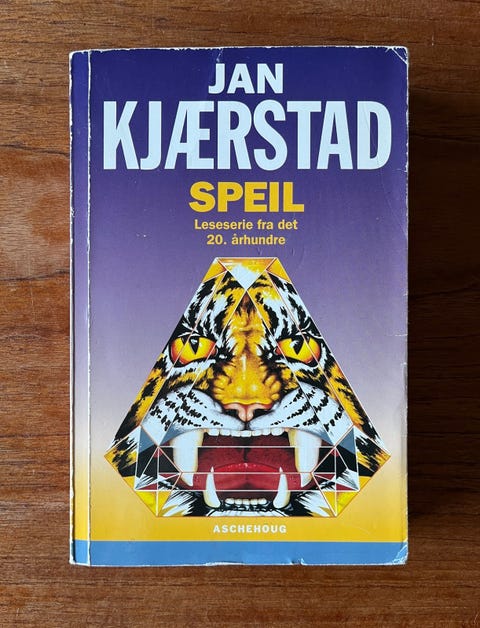 JAN
KJÆRSTAD
SPEIL
Leseserie fra det
20. århundre
ASCHEHOUG